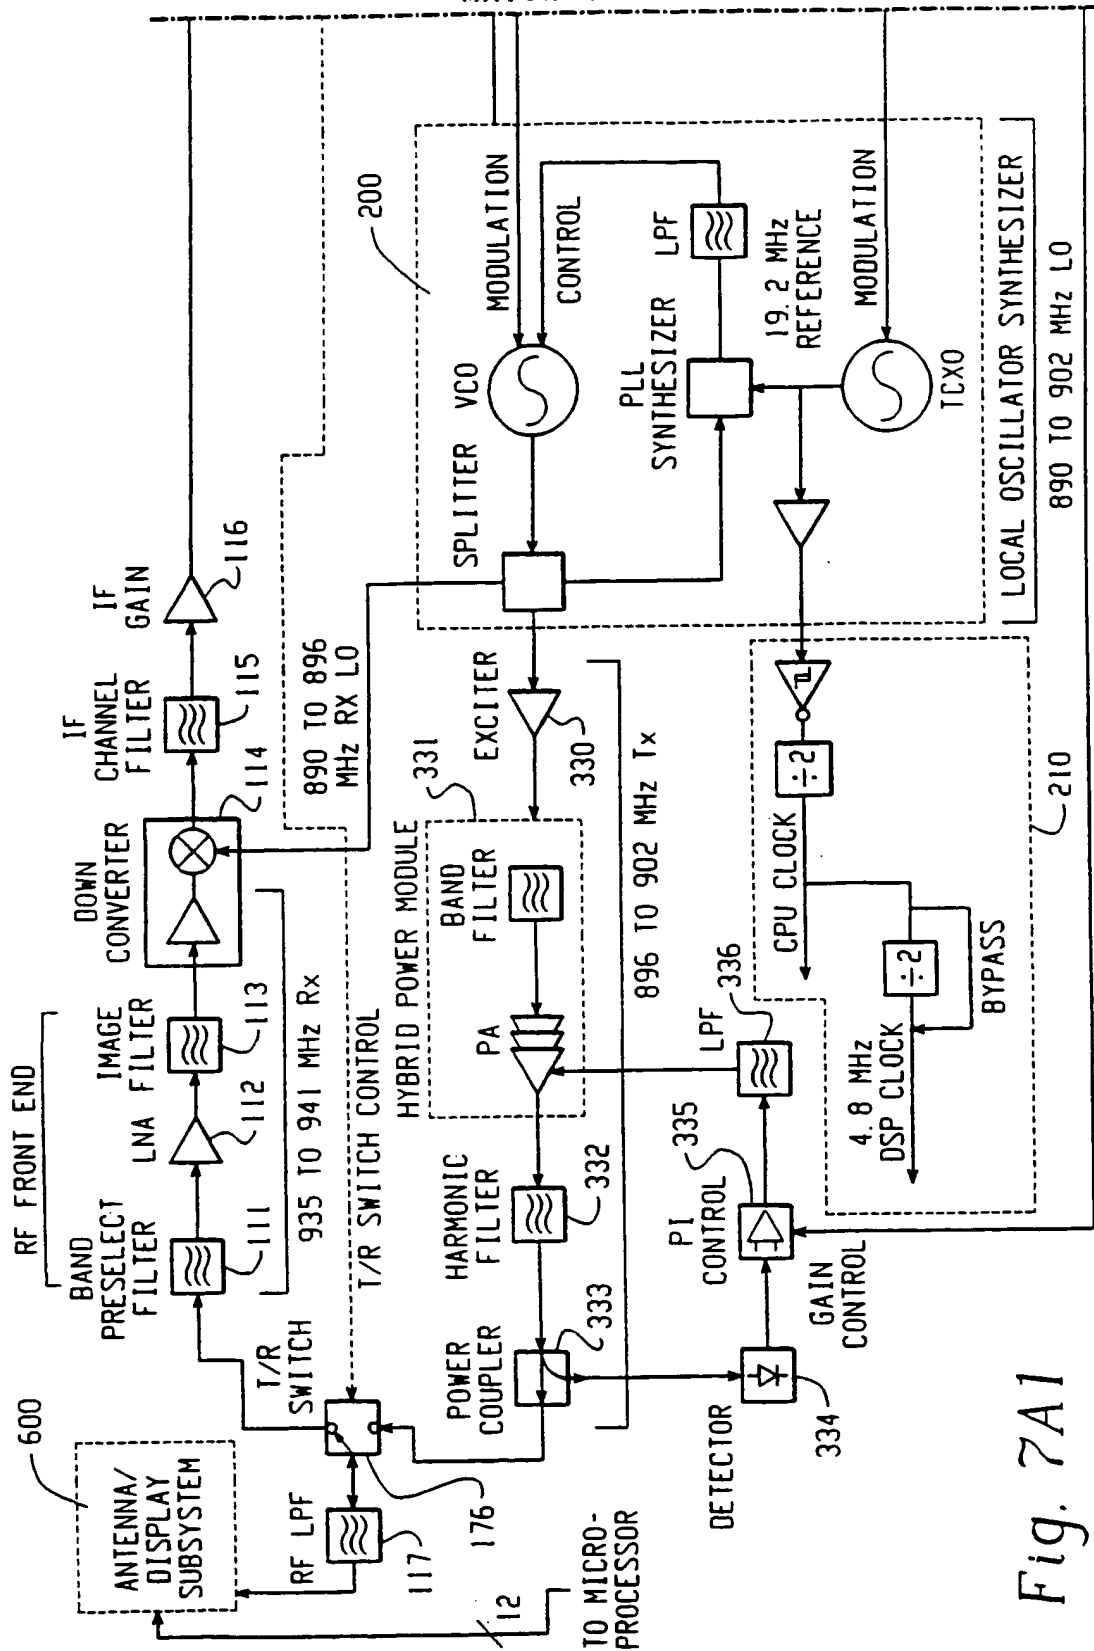 600
ANTENNA/
DISPLAY
SUBSYSTEM
RF LPF
117
12
TO MICRO-
PROCESSOR
T/R
SWITCH
176
T/R SWITCH CONTROL
RF FRONT END
BAND
PRESELECT
FILTER
111
LNA
112
IMAGE
FILTER
113
935 TO 941 MHz Rx
DOWN
CONVERTER
114
IF
CHANNEL
FILTER
115
IF
GAIN
116
890 TO 896
MHz RX LO
HYBRID POWER MODULE
331
PA
BAND
FILTER
EXCITER
330
HARMONIC
FILTER
332
POWER
COUPLER
333
896 TO 902 MHz Tx
DETECTOR
334
PI
CONTROL
335
GAIN
CONTROL
LPF
336
SPLITTER
VCO
MODULATION
CONTROL
200
PLL
SYNTHESIZER
LPF
19.2 MHz
REFERENCE
TCXO
MODULATION
LOCAL OSCILLATOR SYNTHESIZER
890 TO 902 MHz LO
÷2
CPU CLOCK
÷2
BYPASS
4.8 MHz
DSP CLOCK
210
Fig. 7A1